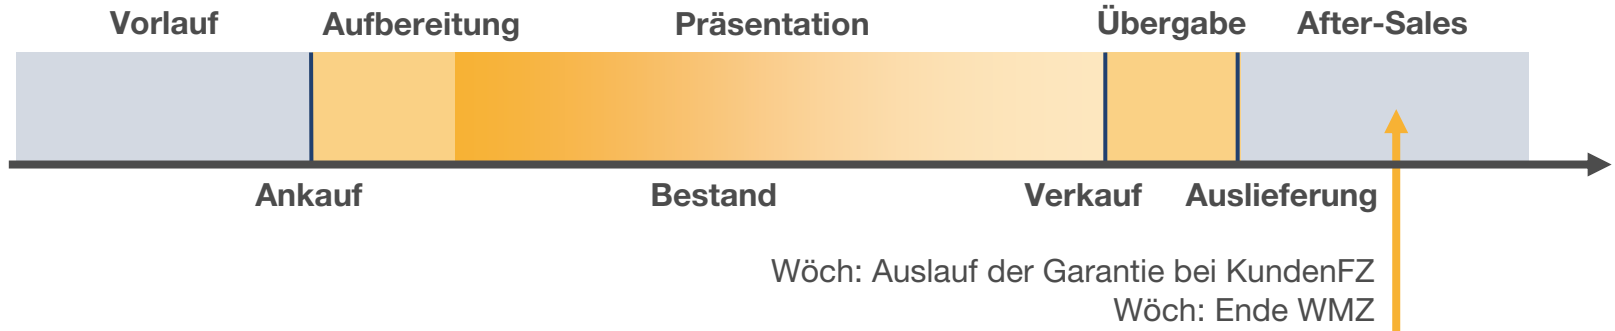 Vorlauf Aufbereitung Präsentation Übergabe After-Sales
Ankauf Bestand Verkauf Auslieferung
Wöch: Auslauf der Garantie bei KundenFZ
Wöch: Ende WMZ